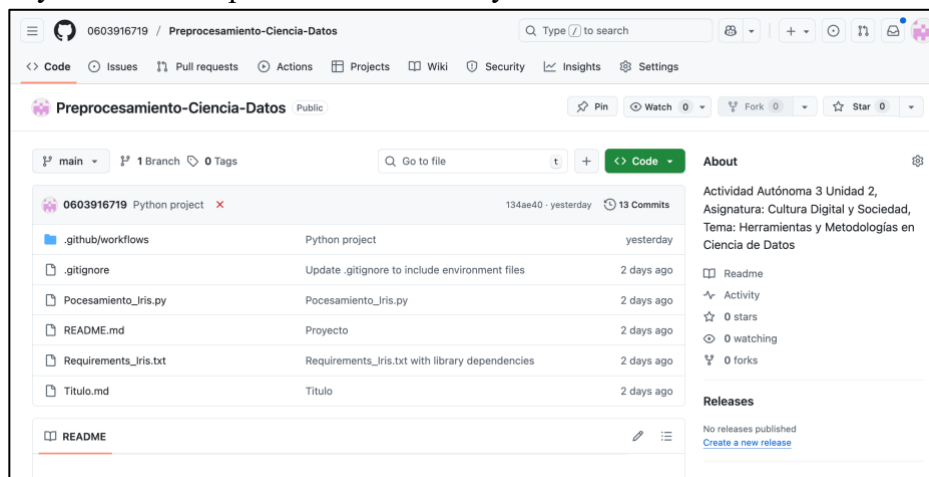 0603916719 / Preprocesamiento-Ciencia-Datos
Type / to search
Code Issues Pull requests Actions Projects Wiki Security Insights Settings
Preprocesamiento-Ciencia-Datos Public
Pin Watch 0 Fork 0 Star 0
main 1 Branch 0 Tags
Go to file t
Code
0603916719 Python project
134ae40 · yesterday 13 Commits
.github/workflows Python project yesterday
.gitignore Update .gitignore to include environment files 2 days ago
Pocesamiento_Iris.py Pocesamiento_Iris.py 2 days ago
README.md Proyecto 2 days ago
Requirements_Iris.txt Requirements_Iris.txt with library dependencies 2 days ago
Titulo.md Titulo 2 days ago
README
About
Actividad Autónoma 3 Unidad 2,
Asignatura: Cultura Digital y Sociedad,
Tema: Herramientas y Metodologías en
Ciencia de Datos
Readme
Activity
0 stars
0 watching
0 forks
Releases
No releases published
Create a new release